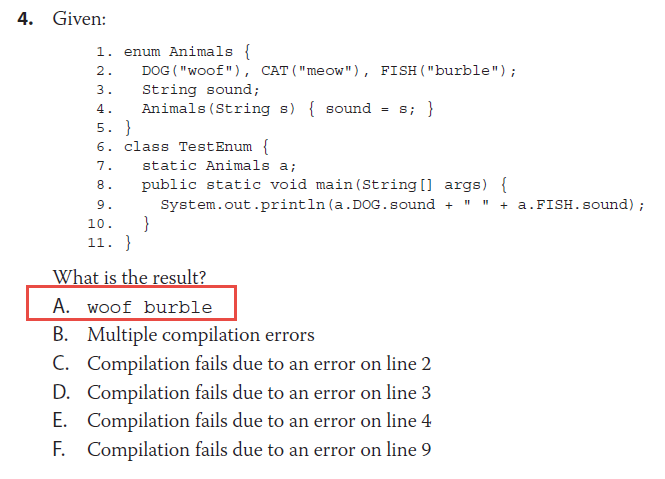 4. Given:
1. enum Animals {
2. DOG("woof"), CAT("meow"), FISH("burble");
3. String sound;
4. Animals(String s) { sound = s; }
5. }
6. class TestEnum {
7. static Animals a;
8. public static void main(String[] args) {
9. System.out.println(a.DOG.sound + " " + a.FISH.sound);
10. }
11. }
What is the result?
A. woof burble
B. Multiple compilation errors
C. Compilation fails due to an error on line 2
D. Compilation fails due to an error on line 3
E. Compilation fails due to an error on line 4
F. Compilation fails due to an error on line 9